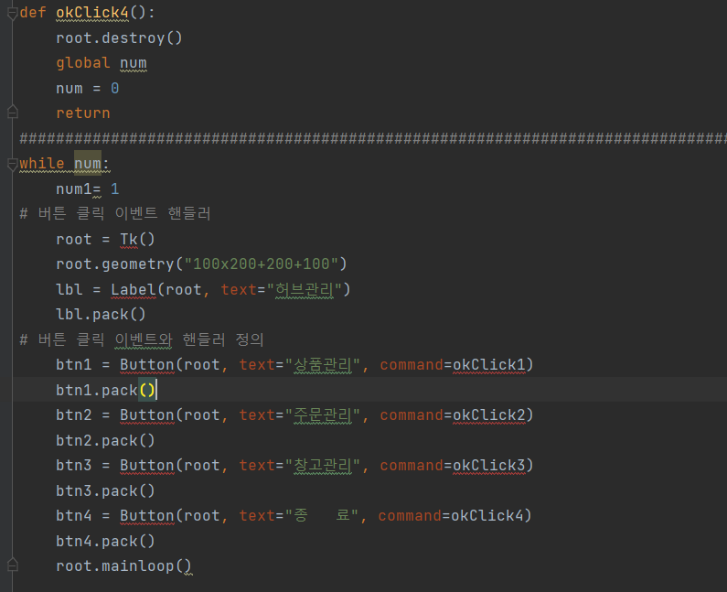 def okClick4():
    root.destroy()
    global num
    num = 0
    return
################################################################################
while num:
    num1= 1
# 버튼 클릭 이벤트 핸들러
    root = Tk()
    root.geometry("100x200+200+100")
    lbl = Label(root, text="허브관리")
    lbl.pack()
# 버튼 클릭 이벤트와 핸들러 정의
    btn1 = Button(root, text="상품관리", command=okClick1)
    btn1.pack()
    btn2 = Button(root, text="주문관리", command=okClick2)
    btn2.pack()
    btn3 = Button(root, text="창고관리", command=okClick3)
    btn3.pack()
    btn4 = Button(root, text="종   료", command=okClick4)
    btn4.pack()
    root.mainloop()